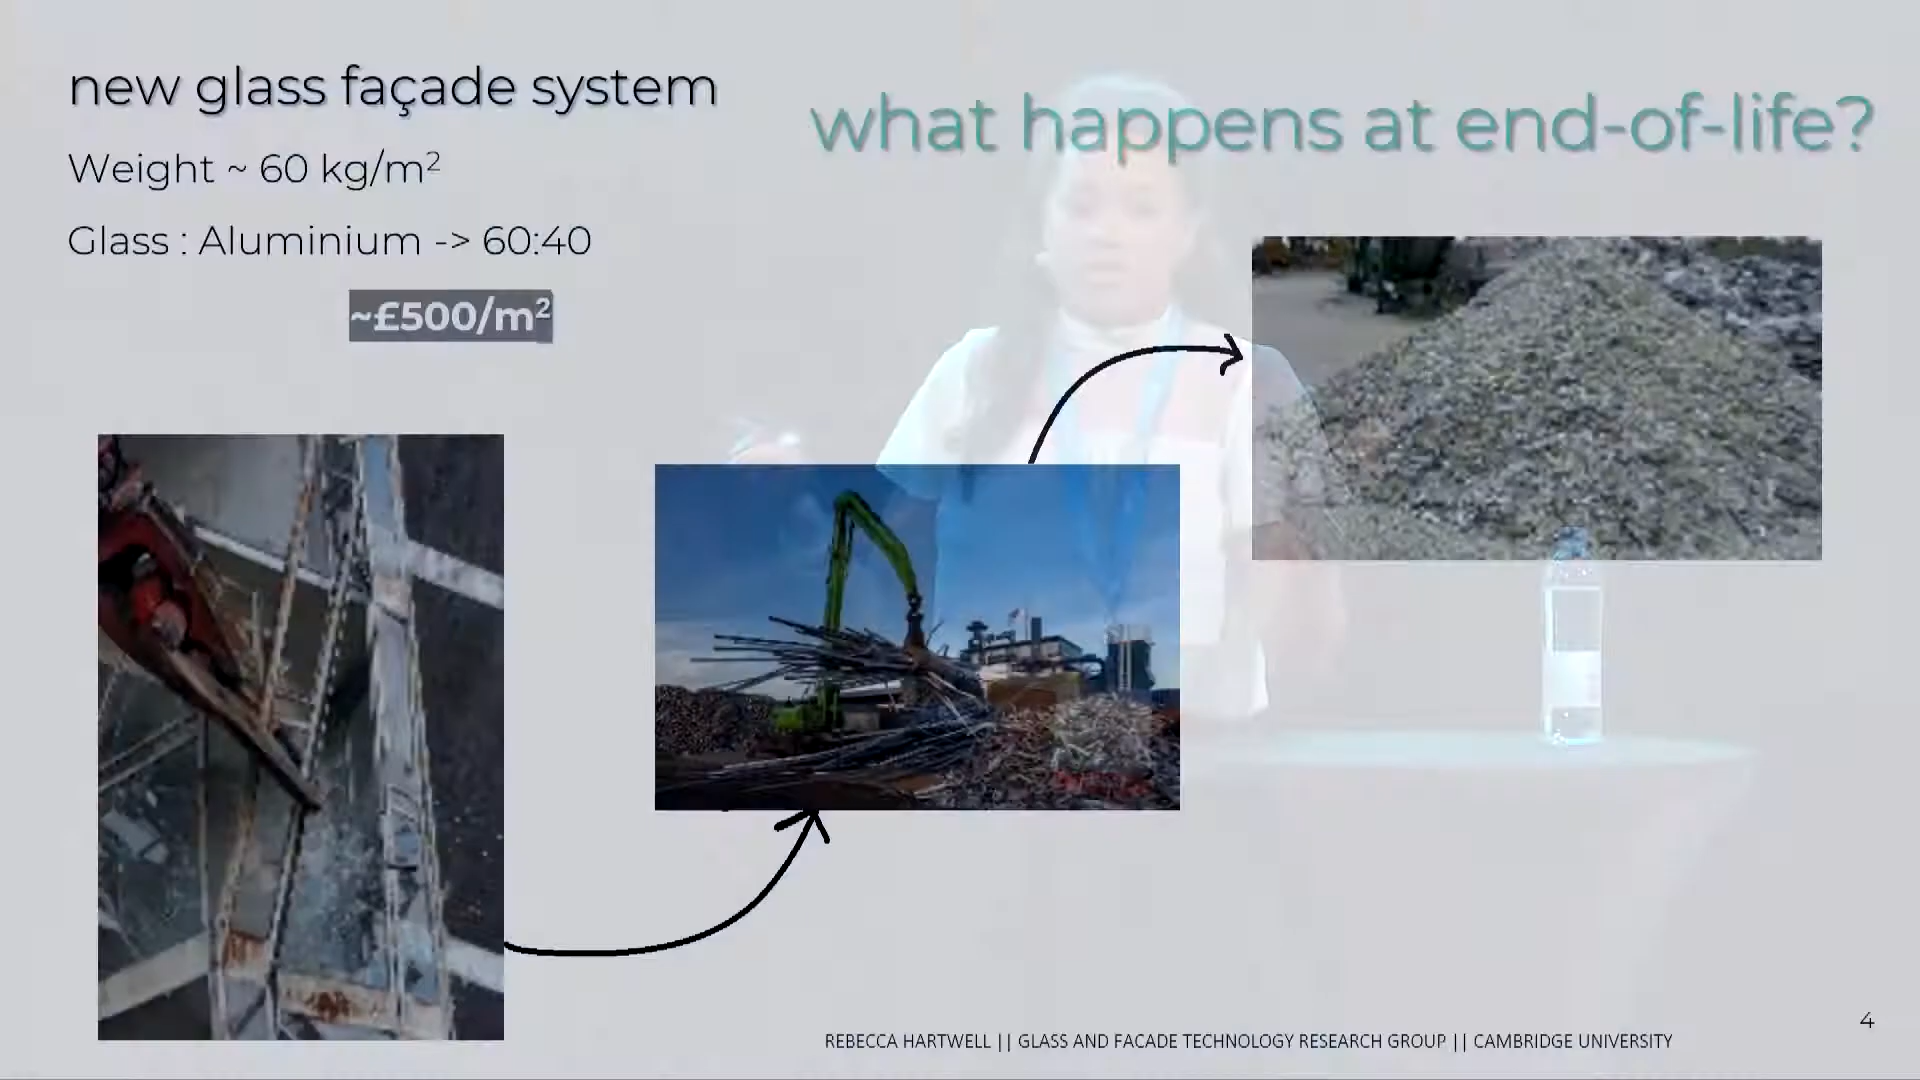 new glass façade system
what happens at end-of-life?
Weight ~ 60 kg/m²
Glass : Aluminium -> 60:40
~£500/m²
4
REBECCA HARTWELL || GLASS AND FACADE TECHNOLOGY RESEARCH GROUP || CAMBRIDGE UNIVERSITY